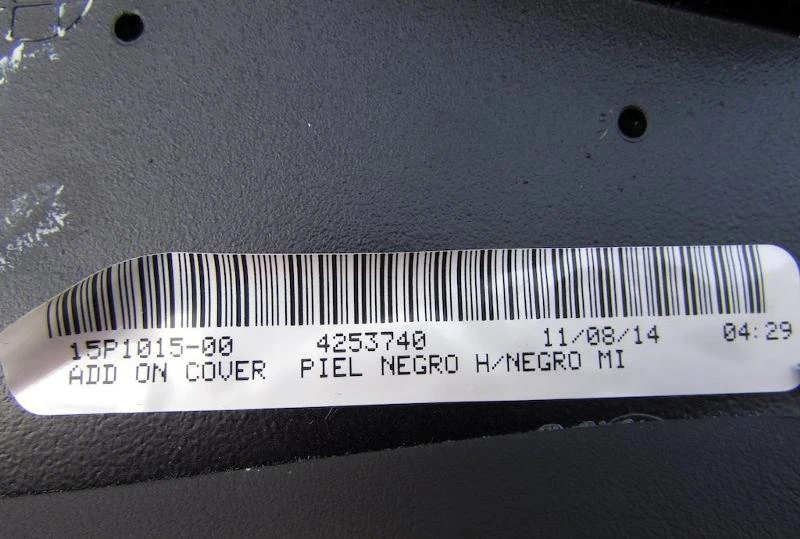 15P1015-00 4253740 11/08/14 04:29
ADD ON COVER PIEL NEGRO H/NEGRO MI